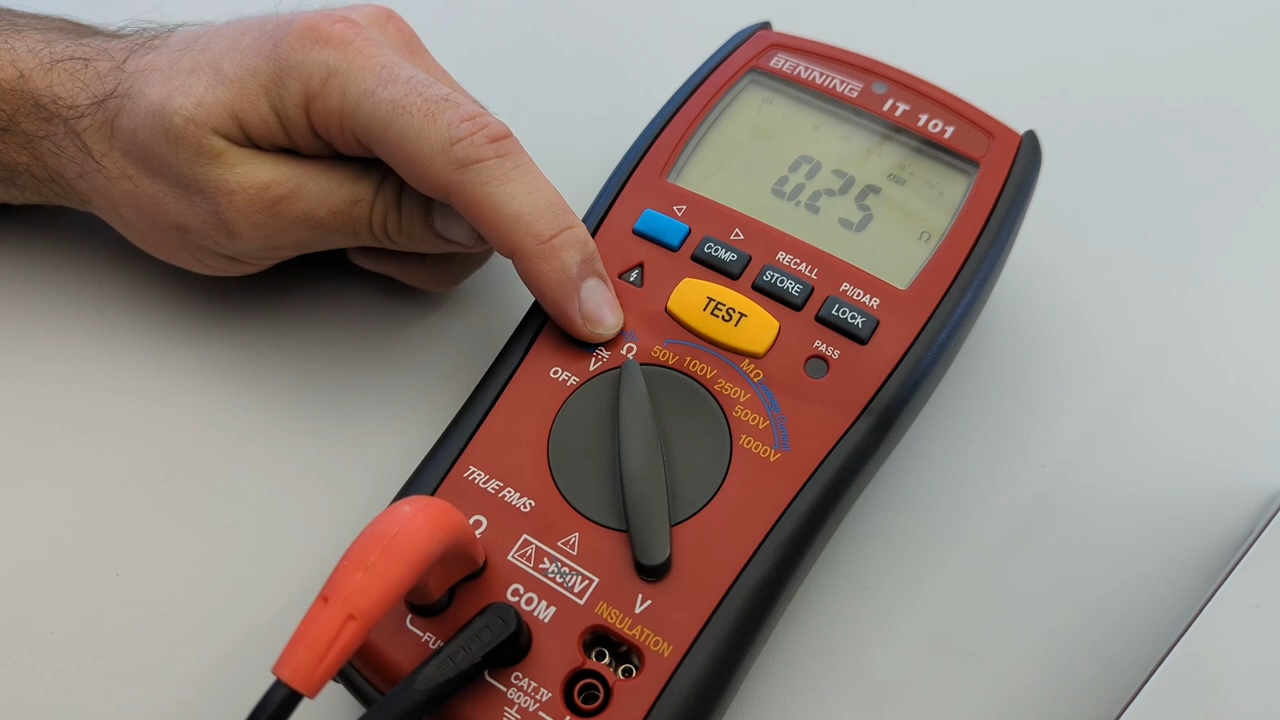 BENNING
IT 101
0.25
Ω
COMP
RECALL
STORE
PI/DAR
LOCK
TEST
PASS
OFF
V
Ω
50V
100V
250V
500V
1000V
MΩ
TRUE RMS
Ω
COM
V
INSULATION
FLUKE
CAT.IV
600V